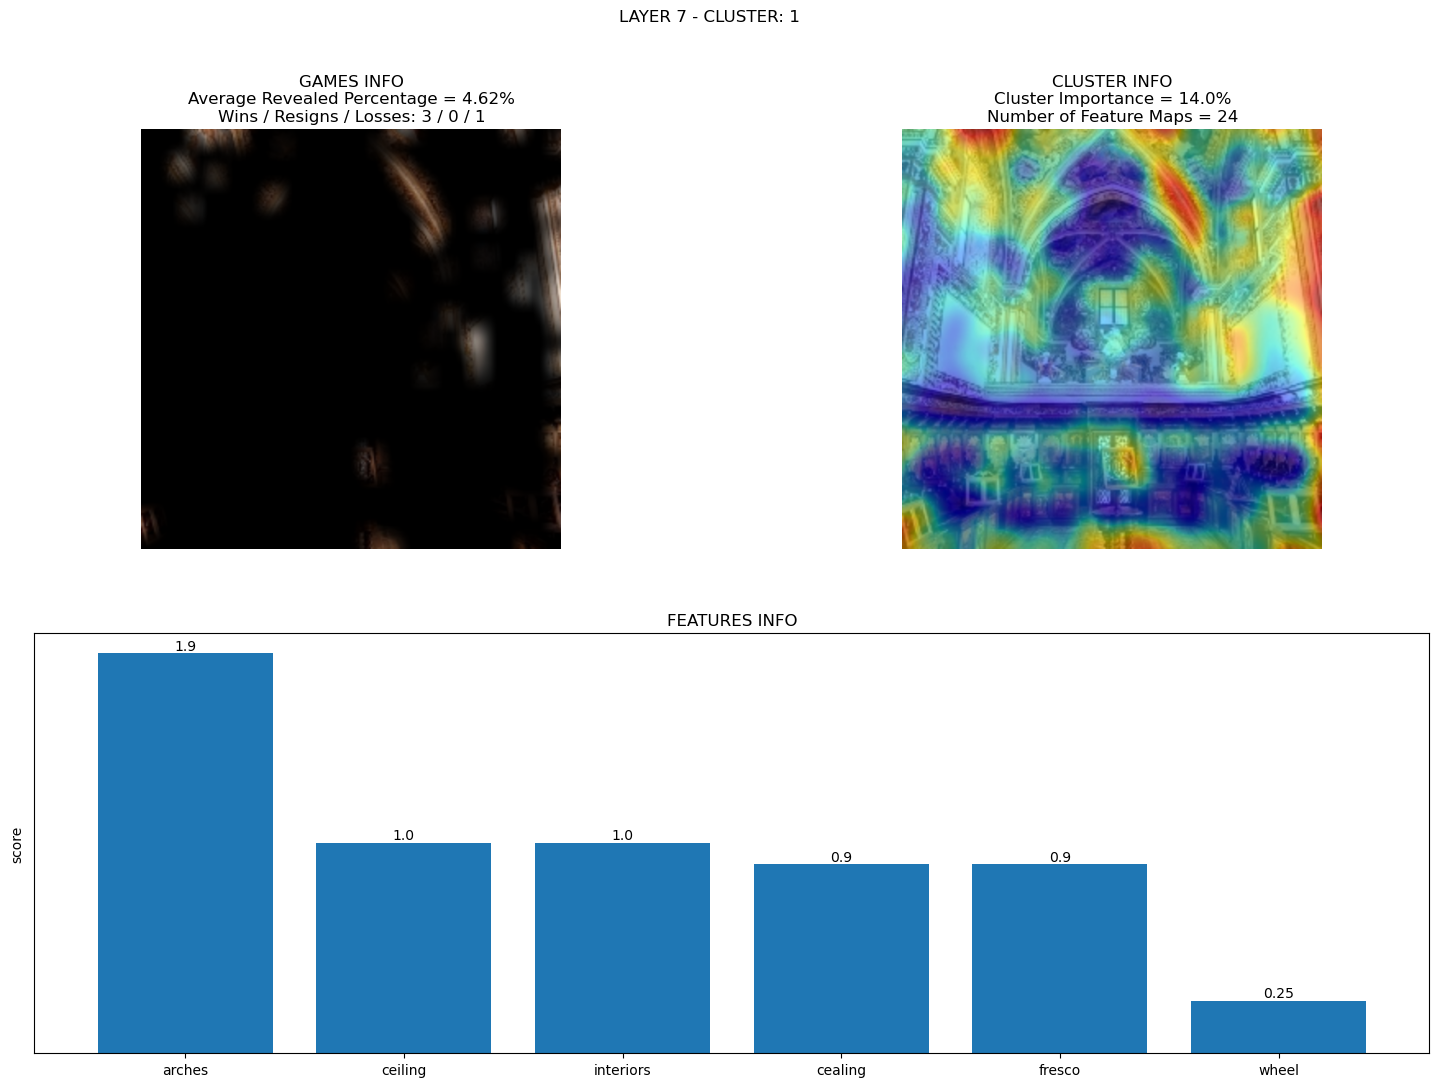 LAYER 7 - CLUSTER: 1
GAMES INFO
Average Revealed Percentage = 4.62%
Wins / Resigns / Losses: 3 / 0 / 1
CLUSTER INFO
Cluster Importance = 14.0%
Number of Feature Maps = 24
FEATURES INFO
score
1.9
1.0
1.0
0.9
0.9
0.25
arches
ceiling
interiors
cealing
fresco
wheel